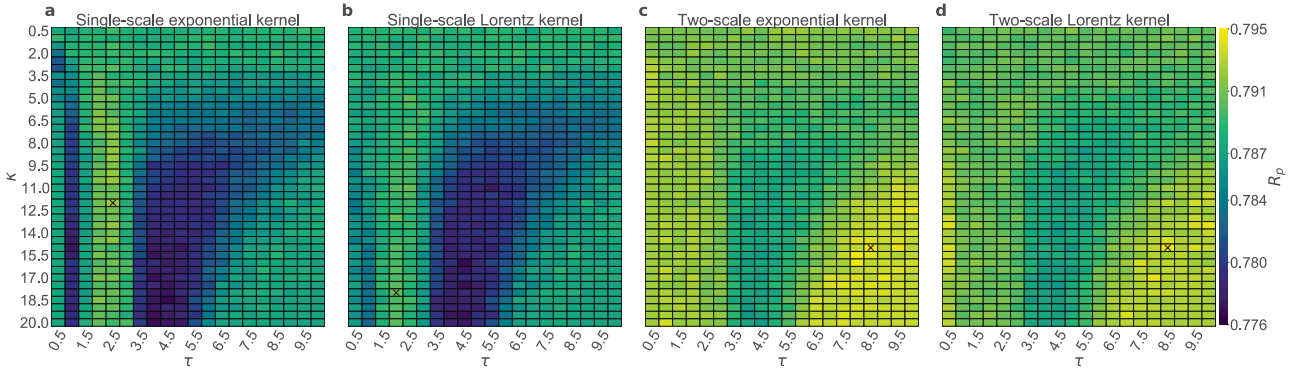 a Single-scale exponential kernel
b Single-scale Lorentz kernel
c Two-scale exponential kernel
d Two-scale Lorentz kernel
0.5
2.0
3.5
5.0
6.5
8.0
9.5
11.0
12.5
14.0
15.5
17.0
18.5
20.0
κ
0.5 1.5 2.5 3.5 4.5 5.5 6.5 7.5 8.5 9.5
τ
0.5 1.5 2.5 3.5 4.5 5.5 6.5 7.5 8.5 9.5
τ
0.5 1.5 2.5 3.5 4.5 5.5 6.5 7.5 8.5 9.5
τ
0.5 1.5 2.5 3.5 4.5 5.5 6.5 7.5 8.5 9.5
τ
0.795
0.791
0.787
0.784
0.780
0.776
Rp